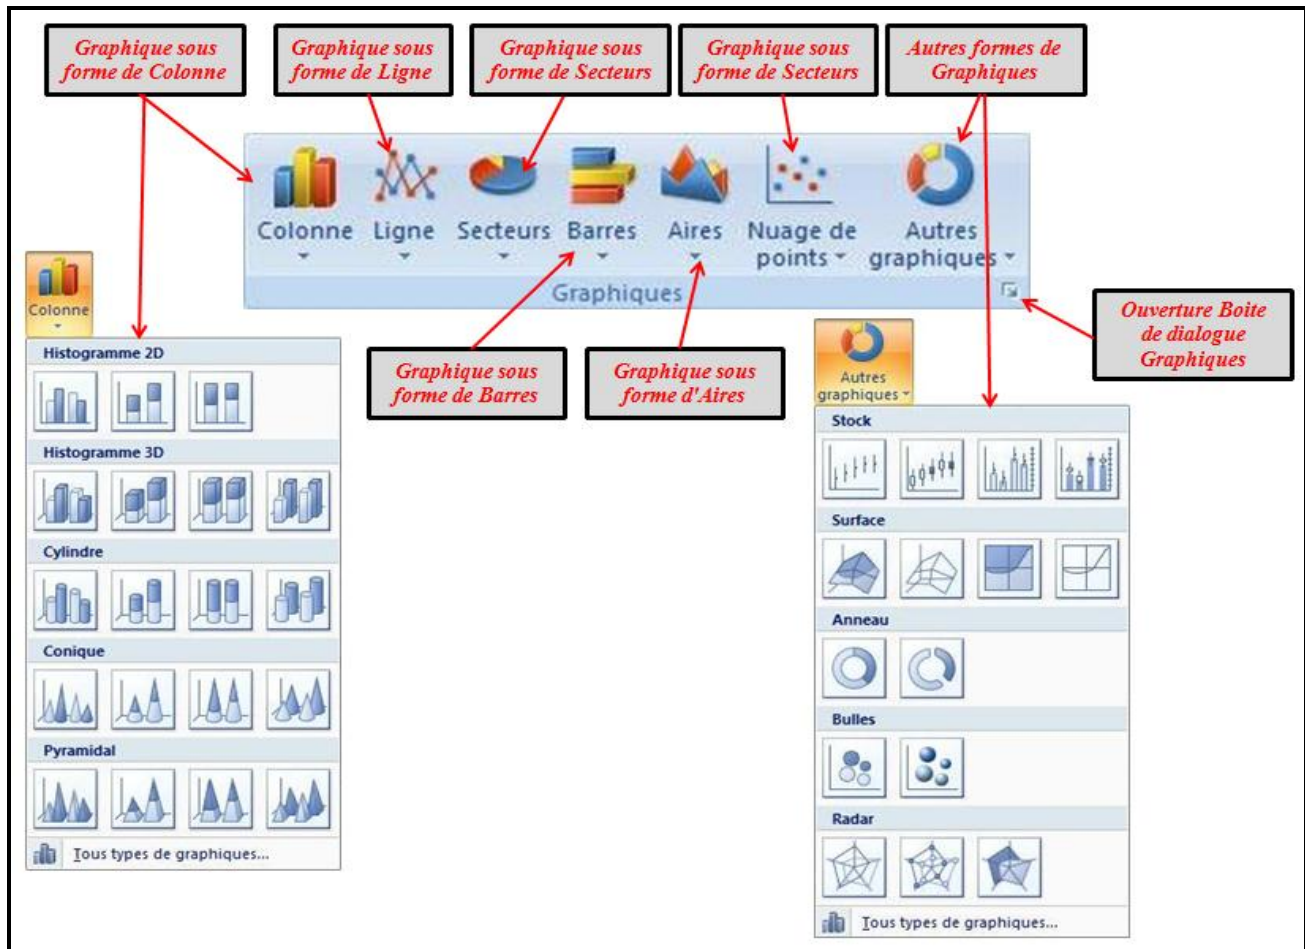 Graphique sous
forme de Colonne
Graphique sous
forme de Ligne
Graphique sous
forme de Secteurs
Graphique sous
forme de Secteurs
Autres formes de
Graphiques
Colonne
Ligne
Secteurs
Barres
Aires
Nuage de
points
Autres
graphiques
Graphiques
Ouverture Boite
de dialogue
Graphiques
Graphique sous
forme de Barres
Graphique sous
forme d'Aires
Colonne
Histogramme 2D
Histogramme 3D
Cylindre
Conique
Pyramidal
Tous types de graphiques...
Autres
graphiques
Stock
Surface
Anneau
Bulles
Radar
Tous types de graphiques...